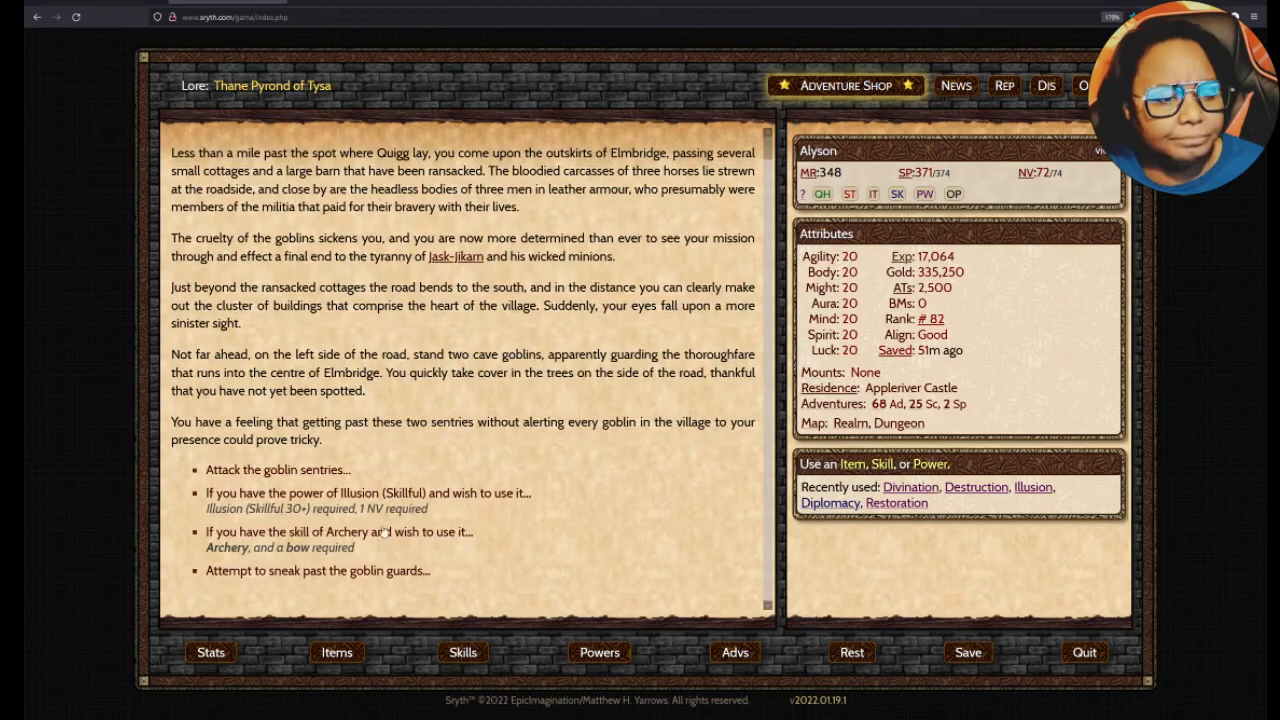 www.sryth.com/game/index.php
170%
Lore: Thane Pyrond of Tysa
ADVENTURE SHOP
NEWS
REP
DIS
Less than a mile past the spot where Quigg lay, you come upon the outskirts of Elmbridge, passing several
small cottages and a large barn that have been ransacked. The bloodied carcasses of three horses lie strewn
at the roadside, and close by are the headless bodies of three men in leather armour, who presumably were
members of the militia that paid for their bravery with their lives.
The cruelty of the goblins sickens you, and you are now more determined than ever to see your mission
through and effect a final end to the tyranny of Jask-Jikarn and his wicked minions.
Just beyond the ransacked cottages the road bends to the south, and in the distance you can clearly make
out the cluster of buildings that comprise the heart of the village. Suddenly, your eyes fall upon a more
sinister sight.
Not far ahead, on the left side of the road, stand two cave goblins, apparently guarding the thoroughfare
that runs into the centre of Elmbridge. You quickly take cover in the trees on the side of the road, thankful
that you have not yet been spotted.
You have a feeling that getting past these two sentries without alerting every goblin in the village to your
presence could prove tricky.
Attack the goblin sentries...
If you have the power of Illusion (Skillful) and wish to use it...
Illusion (Skillful 30+) required, 1 NV required
If you have the skill of Archery and wish to use it...
Archery, and a bow required
Attempt to sneak past the goblin guards...
Alyson
MR:348 SP:371/374 NV:72/74
? QH ST IT SK PW OP
Attributes
Agility: 20 Exp: 17,064
Body: 20 Gold: 335,250
Might: 20 ATs: 2,500
Aura: 20 BMs: 0
Mind: 20 Rank: # 82
Spirit: 20 Align: Good
Luck: 20 Saved: 51m ago
Mounts: None
Residence: Appleriver Castle
Adventures: 68 Ad, 25 Sc, 2 Sp
Map: Realm, Dungeon
Use an Item, Skill, or Power.
Recently used: Divination, Destruction, Illusion,
Diplomacy, Restoration
Stats
Items
Skills
Powers
Advs
Rest
Save
Quit
Sryth™ ©2022 EpicImagination/Matthew H. Yarrows. All rights reserved.
v2022.01.19.1